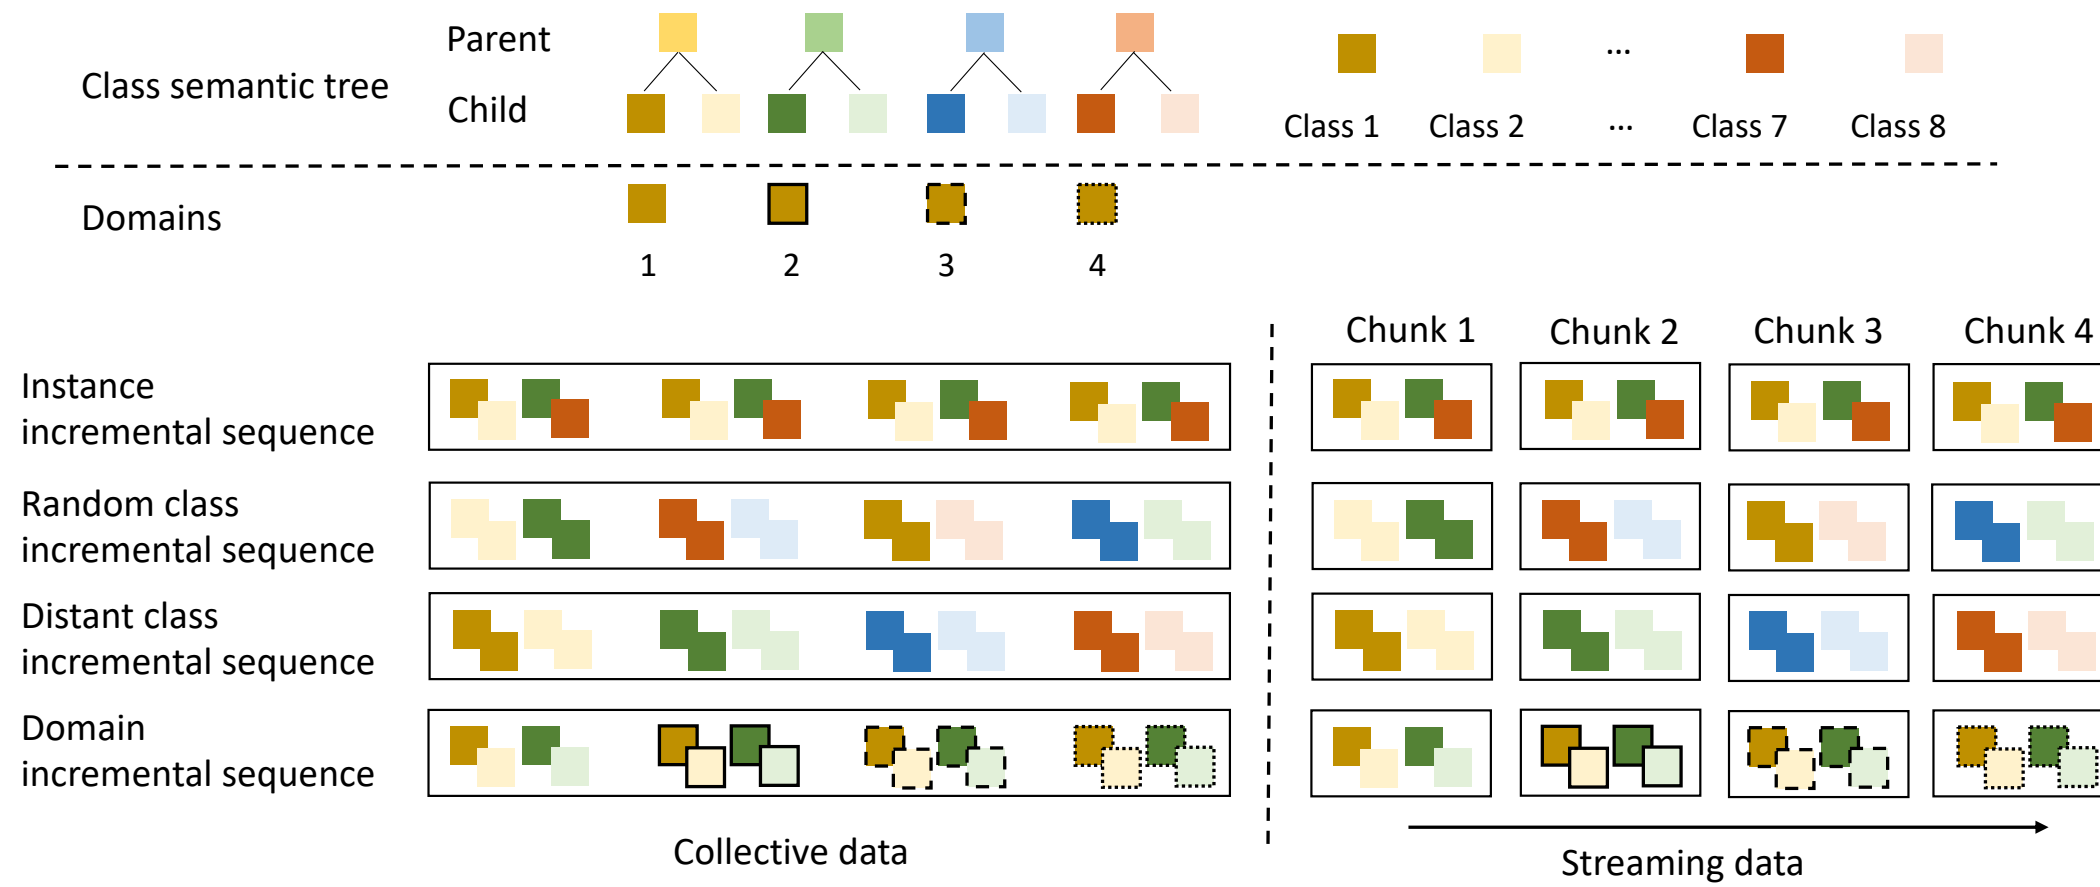 Class semantic tree
Parent
Child
...
Class 1
Class 2
...
Class 7
Class 8
Domains
1
2
3
4
Chunk 1
Chunk 2
Chunk 3
Chunk 4
Instance
incremental sequence
Random class
incremental sequence
Distant class
incremental sequence
Domain
incremental sequence
Collective data
Streaming data